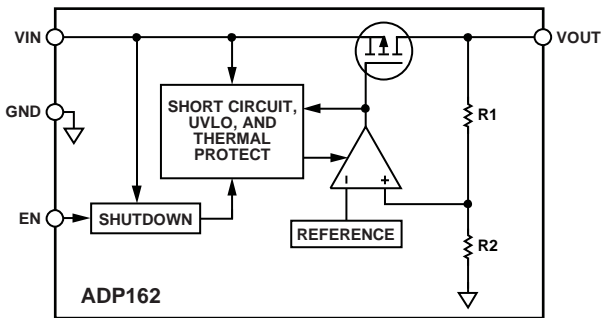 VIN
VOUT
GND
SHORT CIRCUIT,
UVLO, AND
THERMAL
PROTECT
R1
–
+
EN
SHUTDOWN
REFERENCE
R2
ADP162